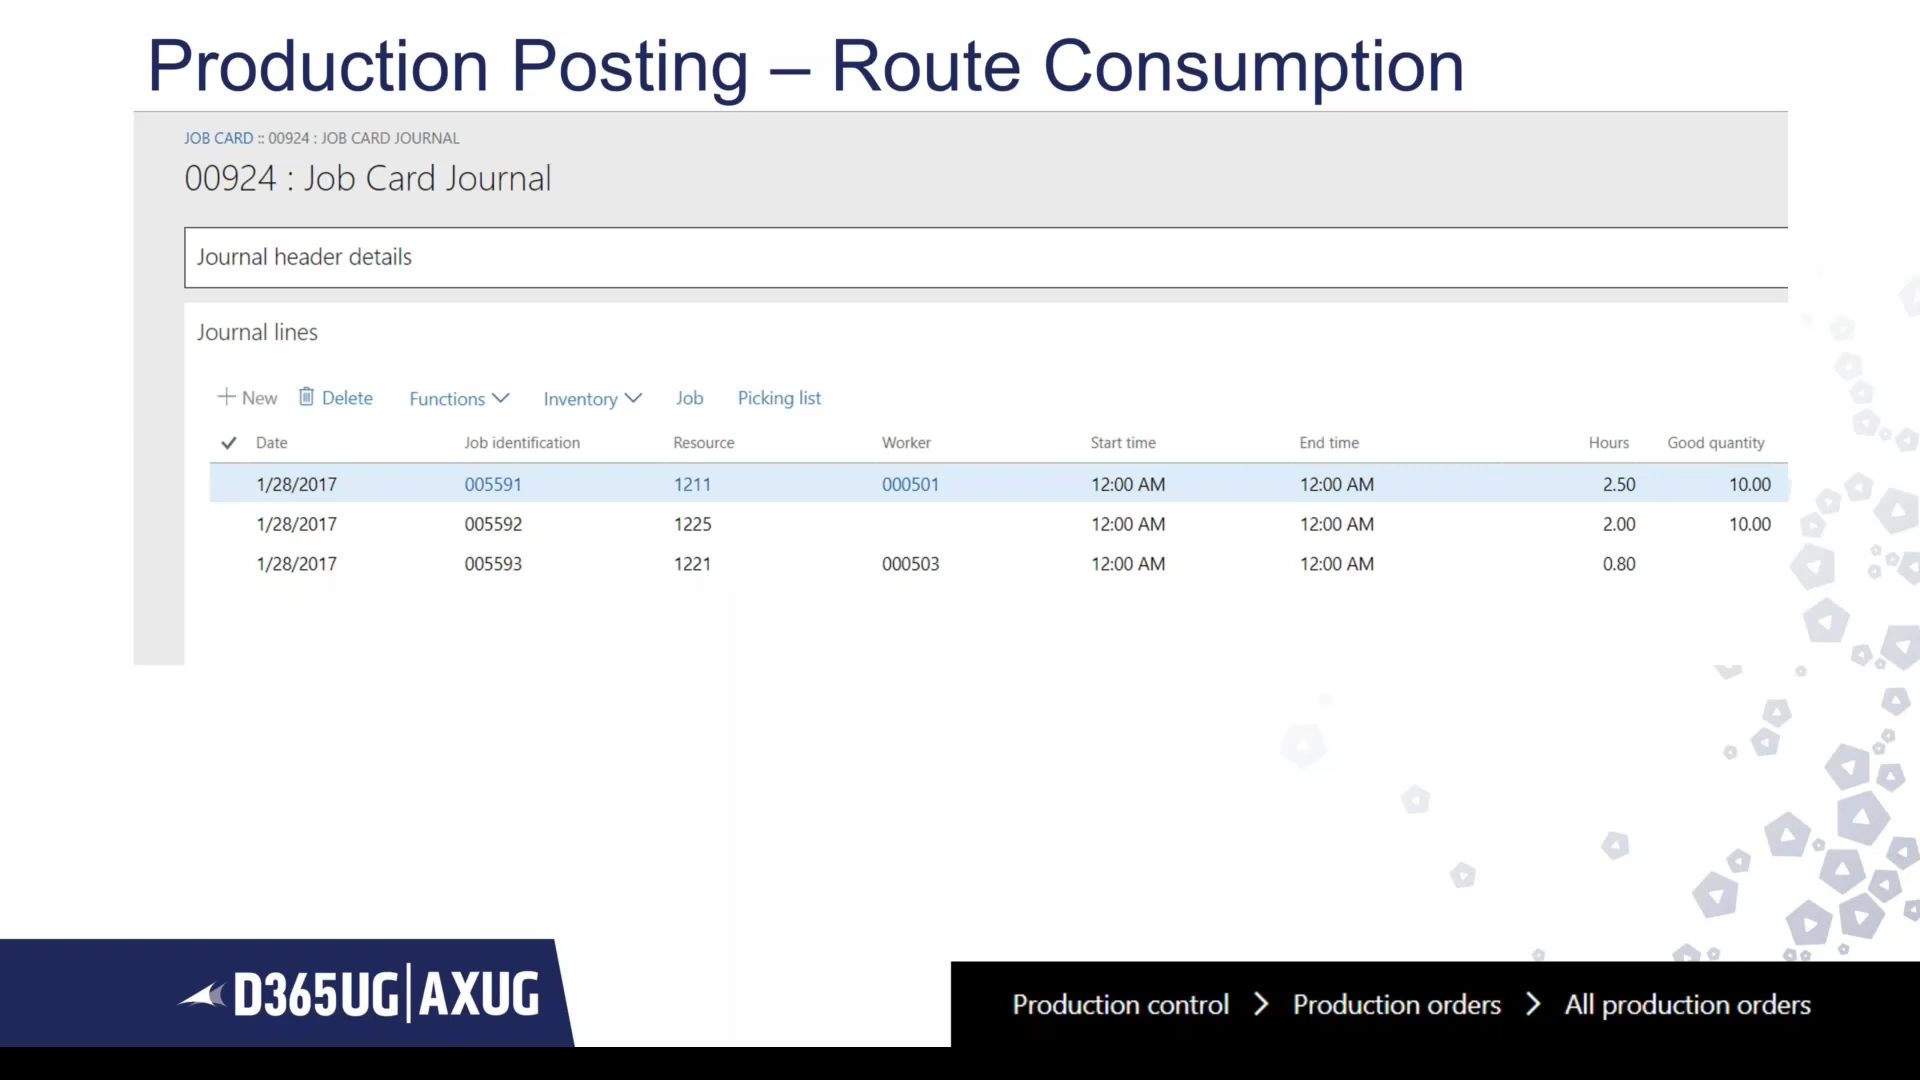 Production Posting – Route Consumption
JOB CARD :: 00924 : JOB CARD JOURNAL
00924 : Job Card Journal
Journal header details
Journal lines
New Delete Functions Inventory Job Picking list
Date Job identification Resource Worker Start time End time Hours Good quantity
1/28/2017 005591 1211 000501 12:00 AM 12:00 AM 2.50 10.00
1/28/2017 005592 1225 12:00 AM 12:00 AM 2.00 10.00
1/28/2017 005593 1221 000503 12:00 AM 12:00 AM 0.80
D365UG|AXUG
Production control > Production orders > All production orders